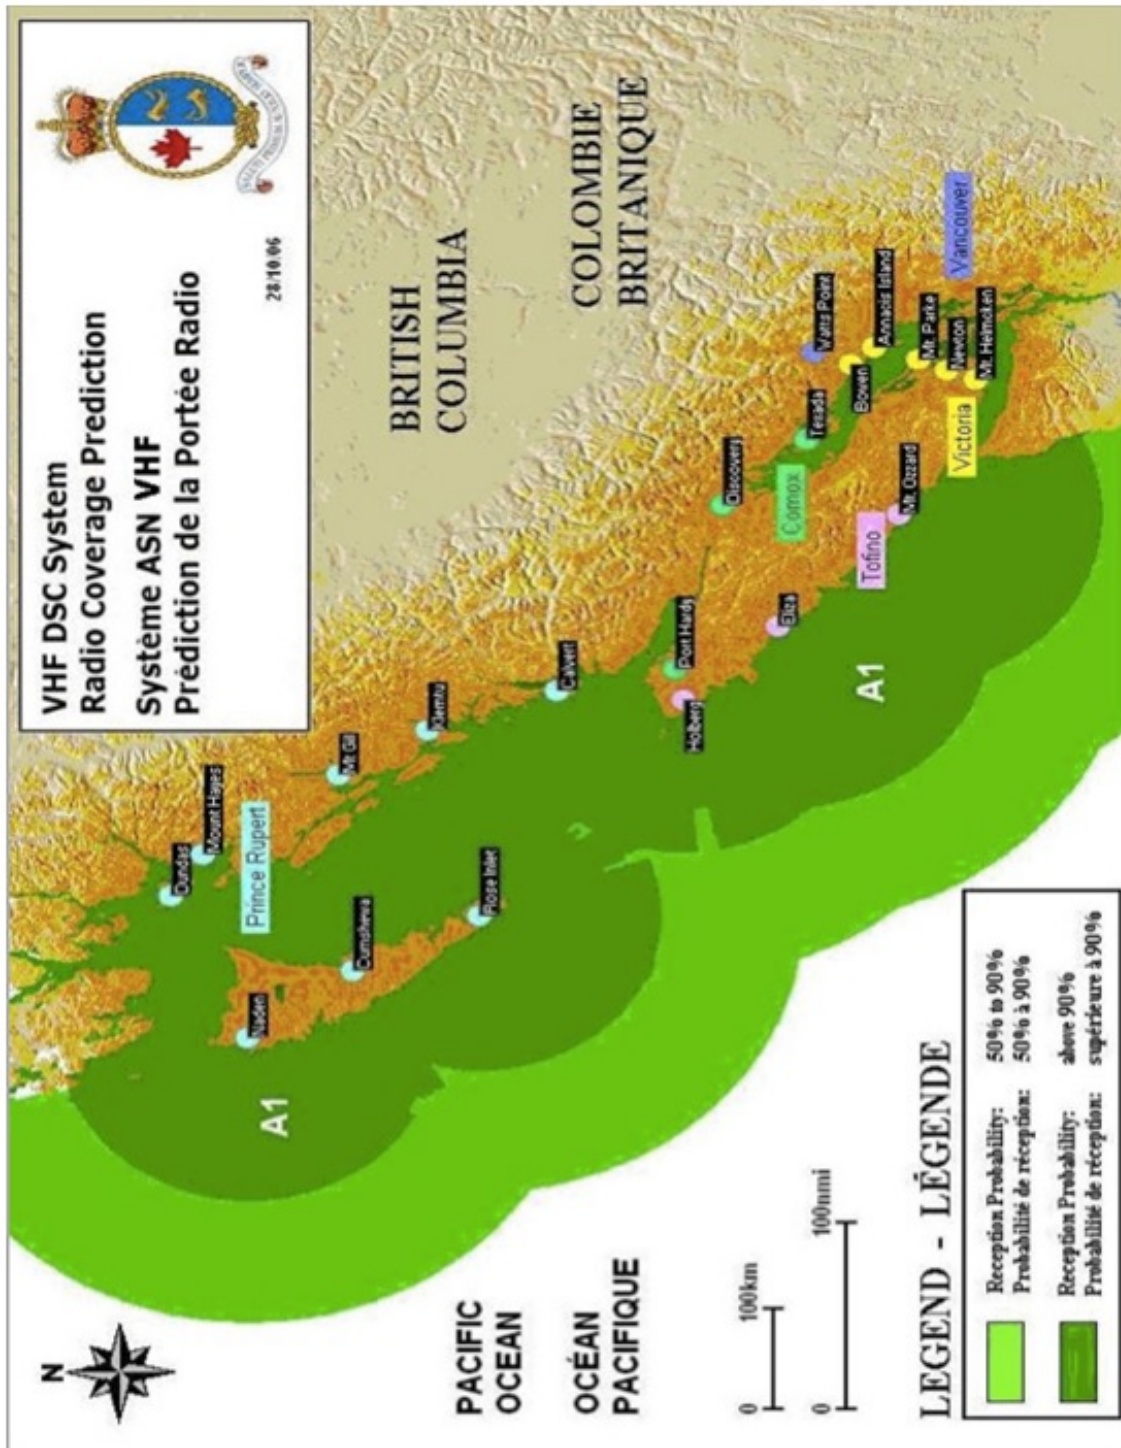 VHF DSC System
Radio Coverage Prediction
Système ASN VHF
Prédiction de la Portée Radio
28/10/06
N
BRITISH
COLUMBIA
COLOMBIE
BRITANIQUE
Dundas
Mount Hayes
Prince Rupert
Mt Gil
Klemtu
Naden
Cumshewa
Rose Inlet
Calvert
A1
Port Hardy
Holberg
Eliza
Discovery
Comox
Texada
Watts Point
Bowen
Annacis Island
Mt. Parke
Newton
Mt. Helmcken
Vancouver
Victoria
Tofino
Mt. Ozzard
A1
PACIFIC
OCEAN
OCÉAN
PACIFIQUE
0 100km
0 100nmi
LEGEND - LÉGENDE
Reception Probability: 50% to 90%
Probabilité de réception: 50% à 90%
Reception Probability: above 90%
Probabilité de réception: supérieure à 90%